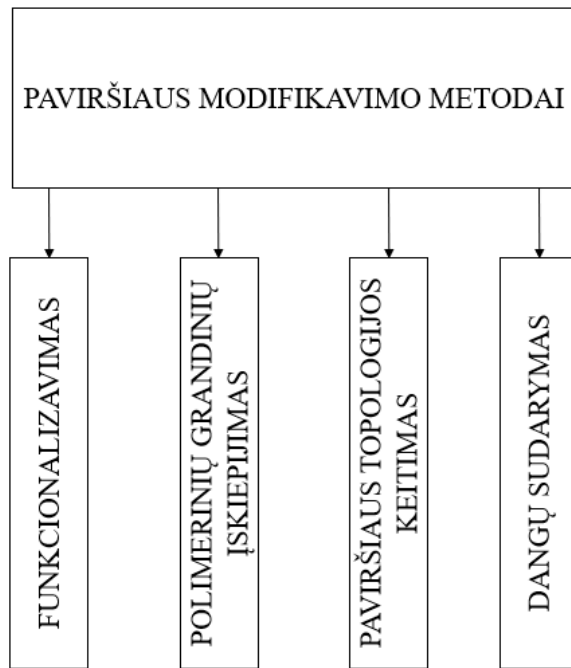 PAVIRŠIAUS MODIFIKAVIMO METODAI
FUNKCIONALIZAVIMAS
POLIMERINIŲ GRANDINIŲ
ĮSKIEPIJIMAS
PAVIRŠIAUS TOPOLOGIJOS
KEITIMAS
DANGŲ SUDARYMAS